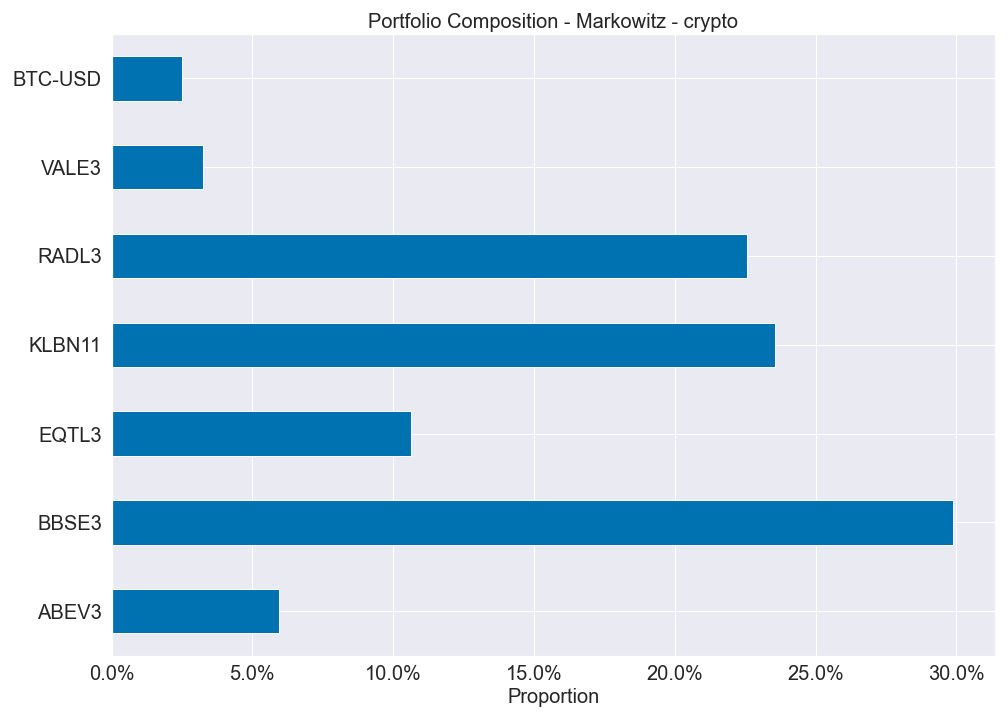 Portfolio Composition - Markowitz - crypto
BTC-USD
VALE3
RADL3
KLBN11
EQTL3
BBSE3
ABEV3
0.0% 5.0% 10.0% 15.0% 20.0% 25.0% 30.0%
Proportion